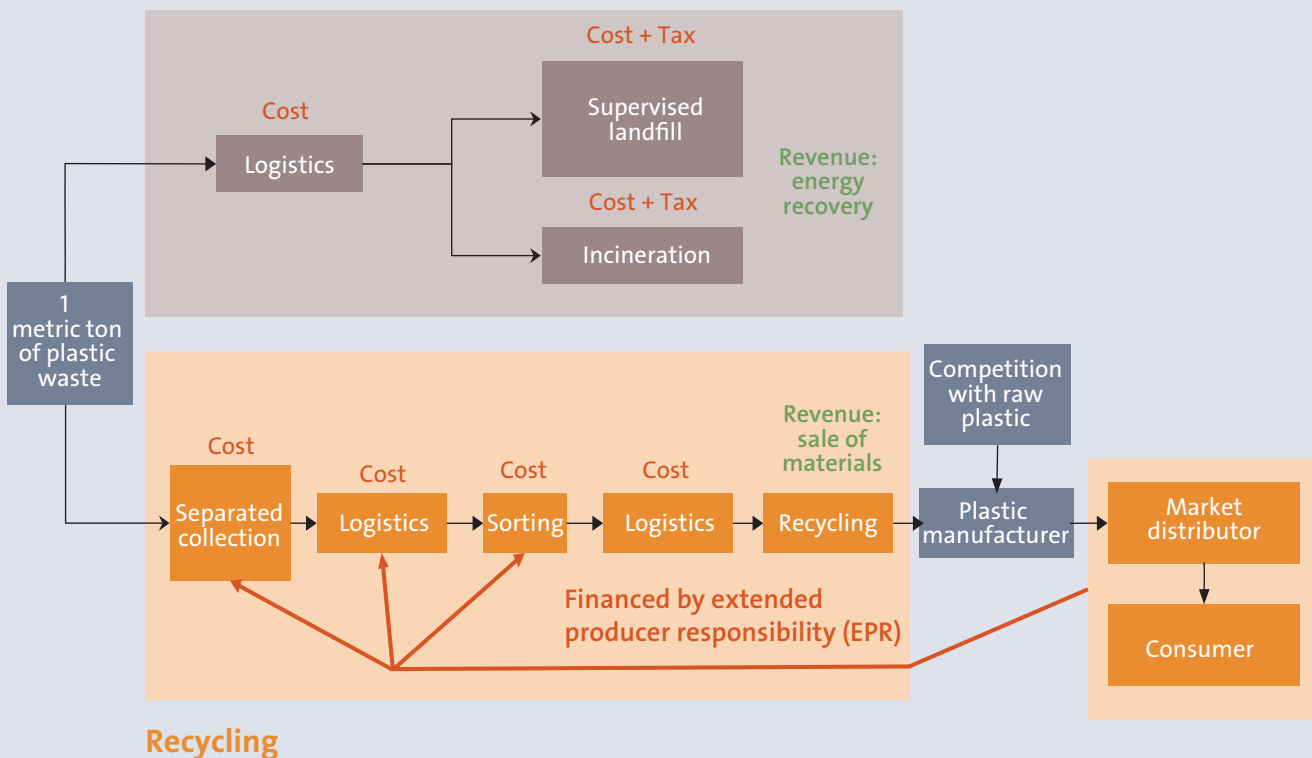 Cost + Tax
Supervised
landfill
Cost
Logistics
Revenue:
energy
recovery
Cost + Tax
Incineration
1
metric ton
of plastic
waste
Competition
with raw
plastic
Revenue:
sale of
materials
Cost
Cost
Cost
Cost
Separated
collection
Logistics
Sorting
Logistics
Recycling
Plastic
manufacturer
Market
distributor
Financed by extended
producer responsibility (EPR)
Consumer
Recycling